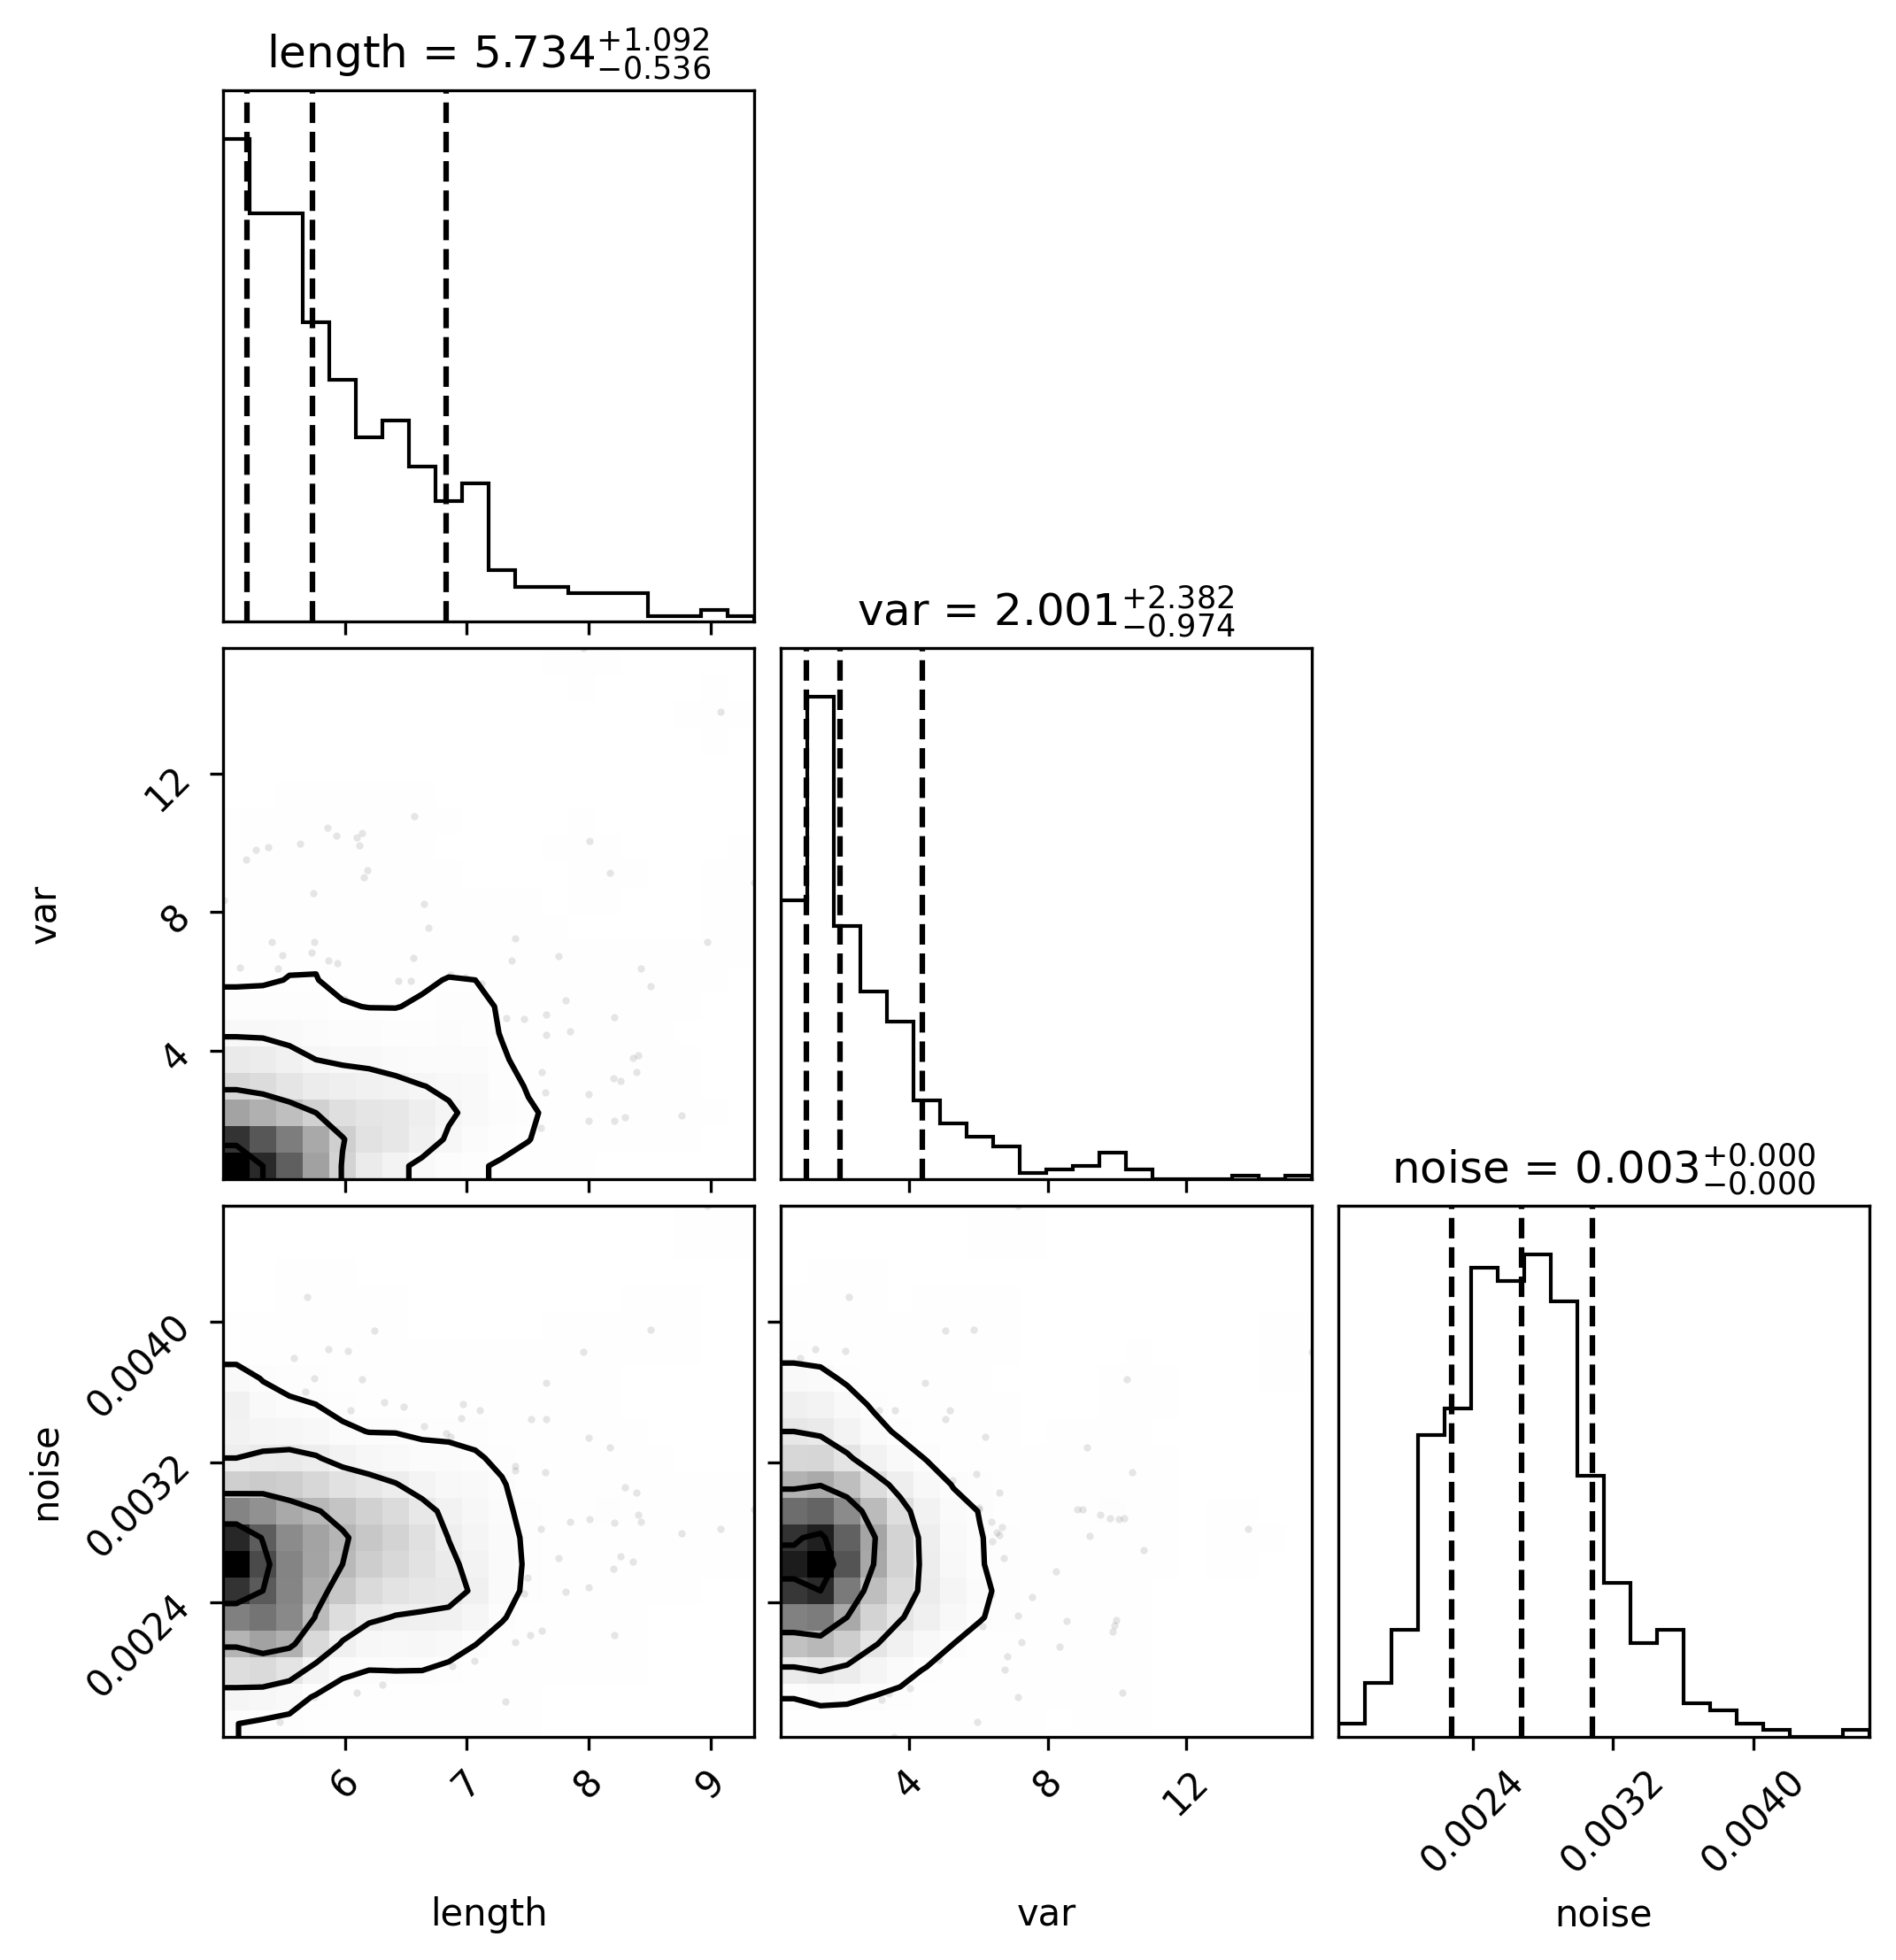 length = 5.734 +1.092 −0.536
var = 2.001 +2.382 −0.974
12
8
4
var
noise = 0.003 +0.000 −0.000
0.0040
0.0032
0.0024
noise
6 7 8 9
4 8 12
0.0024 0.0032 0.0040
length
var
noise